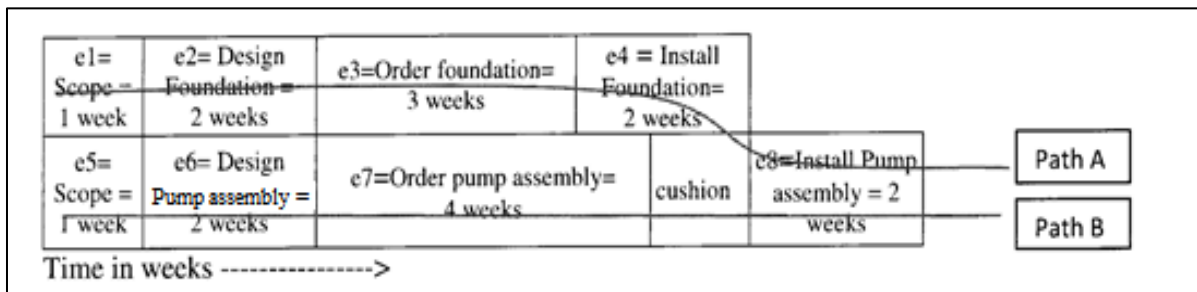 e1=
Scope =
1 week
e2= Design
Foundation =
2 weeks
e3=Order foundation=
3 weeks
e4 = Install
Foundation=
2 weeks
e5=
Scope =
1 week
e6= Design
Pump assembly =
2 weeks
e7=Order pump assembly=
4 weeks
cushion
e8=Install Pump
assembly = 2
weeks
Path A
Path B
Time in weeks ---------------->